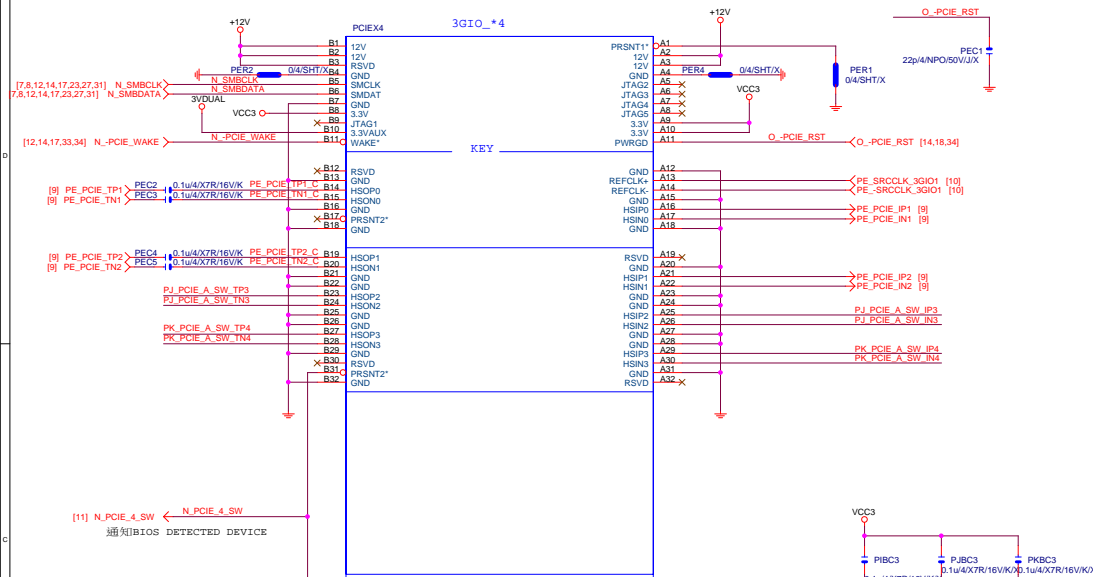 +12V
PCIEX4
3GIO_*4
+12V
O_-PCIE_RST
PEC1
22p/4/NPO/50V/J/X
PER1
0/4/SHT/X
B1 12V
B2 12V
B3 RSVD
B4 GND
B5 SMCLK
B6 SMDAT
B7 GND
B8 3.3V
B9 JTAG1
B10 3.3VAUX
B11 WAKE*
PRSNT1* A1
12V A2
12V A3
GND A4
JTAG2 A5
JTAG3 A6
JTAG4 A7
JTAG5 A8
3.3V A9
3.3V A10
PWRGD A11
PER2 0/4/SHT/X
PER4 0/4/SHT/X
[7,8,12,14,17,23,27,31] N_SMBCLK N_SMBCLK
[7,8,12,14,17,23,27,31] N_SMBDATA N_SMBDATA
3VDUAL
VCC3
VCC3
[12,14,17,33,34] N_-PCIE_WAKE N_-PCIE_WAKE
O_-PCIE_RST O_-PCIE_RST [14,18,34]
KEY
D
B12 RSVD
B13 GND
B14 HSOP0
B15 HSON0
B16 GND
B17 PRSNT2*
B18 GND
GND A12
REFCLK+ A13
REFCLK- A14
GND A15
HSIP0 A16
HSIN0 A17
GND A18
[9] PE_PCIE_TP1 PEC2 0.1u/4/X7R/16V/K PE_PCIE_TP1_C
[9] PE_PCIE_TN1 PEC3 0.1u/4/X7R/16V/K PE_PCIE_TN1_C
PE_SRCCLK_3GIO1 [10]
PE_-SRCCLK_3GIO1 [10]
PE_PCIE_IP1 [9]
PE_PCIE_IN1 [9]
B19 HSOP1
B20 HSON1
B21 GND
B22 GND
B23 HSOP2
B24 HSON2
B25 GND
B26 GND
B27 HSOP3
B28 HSON3
B29 GND
B30 RSVD
B31 PRSNT2*
B32 GND
RSVD A19
GND A20
HSIP1 A21
HSIN1 A22
GND A23
GND A24
HSIP2 A25
HSIN2 A26
GND A27
GND A28
HSIP3 A29
HSIN3 A30
GND A31
RSVD A32
[9] PE_PCIE_TP2 PEC4 0.1u/4/X7R/16V/K PE_PCIE_TP2_C
[9] PE_PCIE_TN2 PEC5 0.1u/4/X7R/16V/K PE_PCIE_TN2_C
PJ_PCIE_A_SW_TP3
PJ_PCIE_A_SW_TN3
PK_PCIE_A_SW_TP4
PK_PCIE_A_SW_TN4
PE_PCIE_IP2 [9]
PE_PCIE_IN2 [9]
PJ_PCIE_A_SW_IP3
PJ_PCIE_A_SW_IN3
PK_PCIE_A_SW_IP4
PK_PCIE_A_SW_IN4
[11] N_PCIE_4_SW N_PCIE_4_SW
通知BIOS DETECTED DEVICE
C
VCC3
PIBC3 PJBC3 PKBC3
0.1u/4/X7R/16V/K/X 0.1u/4/X7R/16V/K/X